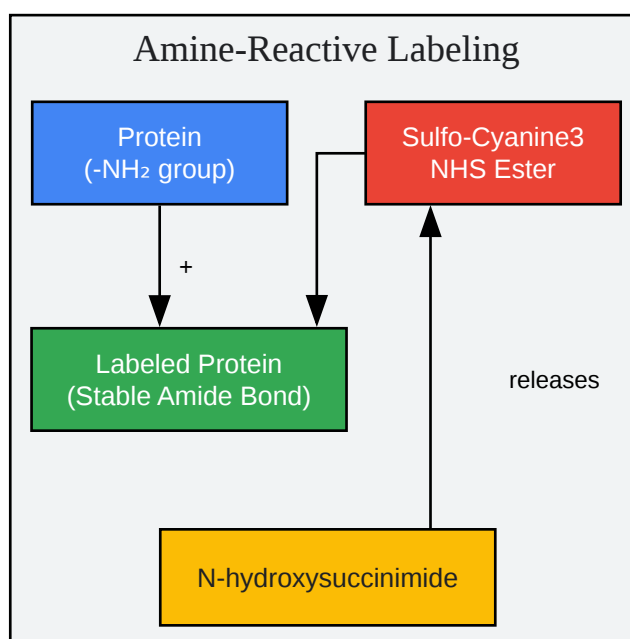 Amine-Reactive Labeling
Protein
(-NH₂ group)
Sulfo-Cyanine3
NHS Ester
+
Labeled Protein
(Stable Amide Bond)
releases
N-hydroxysuccinimide